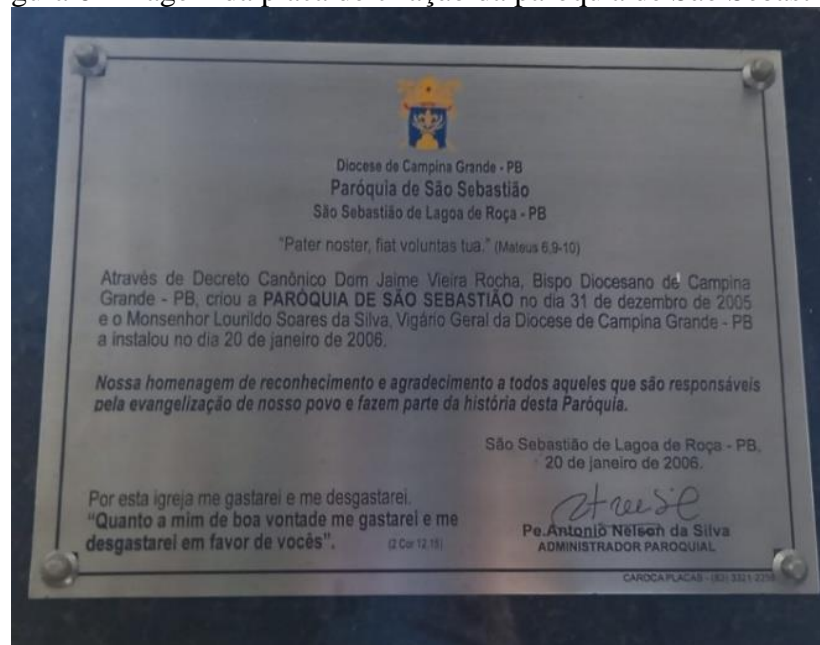 Diocese de Campina Grande - PB
Paróquia de São Sebastião
São Sebastião de Lagoa de Roça - PB
"Pater noster, fiat voluntas tua." (Mateus 6,9-10)
Através de Decreto Canônico Dom Jaime Vieira Rocha, Bispo Diocesano de Campina
Grande - PB, criou a PARÓQUIA DE SÃO SEBASTIÃO no dia 31 de dezembro de 2005
e o Monsenhor Lourildo Soares da Silva, Vigário Geral da Diocese de Campina Grande - PB
a instalou no dia 20 de janeiro de 2006.
Nossa homenagem de reconhecimento e agradecimento a todos aqueles que são responsáveis
pela evangelização de nosso povo e fazem parte da história desta Paróquia.
São Sebastião de Lagoa de Roça - PB,
20 de janeiro de 2006.
Por esta igreja me gastarei e me desgastarei.
"Quanto a mim de boa vontade me gastarei e me
desgastarei em favor de vocês". (2 Cor 12,15)
Pe.Antonio Nelson da Silva
ADMINISTRADOR PAROQUIAL
CAROCA PLACAS - (83) 3321-2256